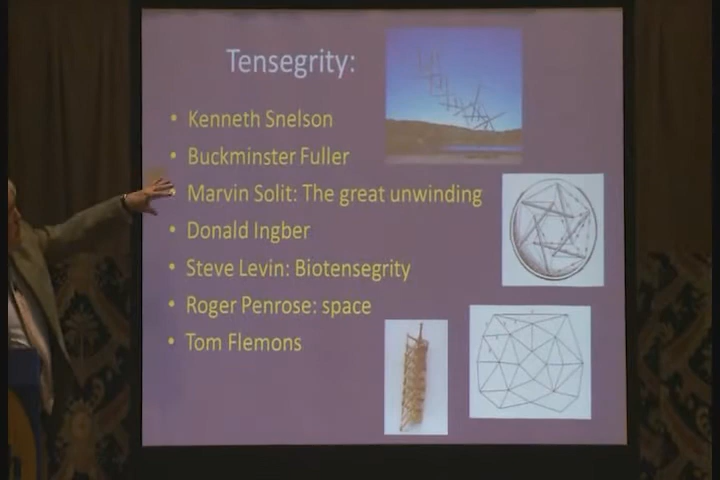 Tensegrity:
• Kenneth Snelson
• Buckminster Fuller
Marvin Solit: The great unwinding
• Donald Ingber
• Steve Levin: Biotensegrity
• Roger Penrose: space
• Tom Flemons